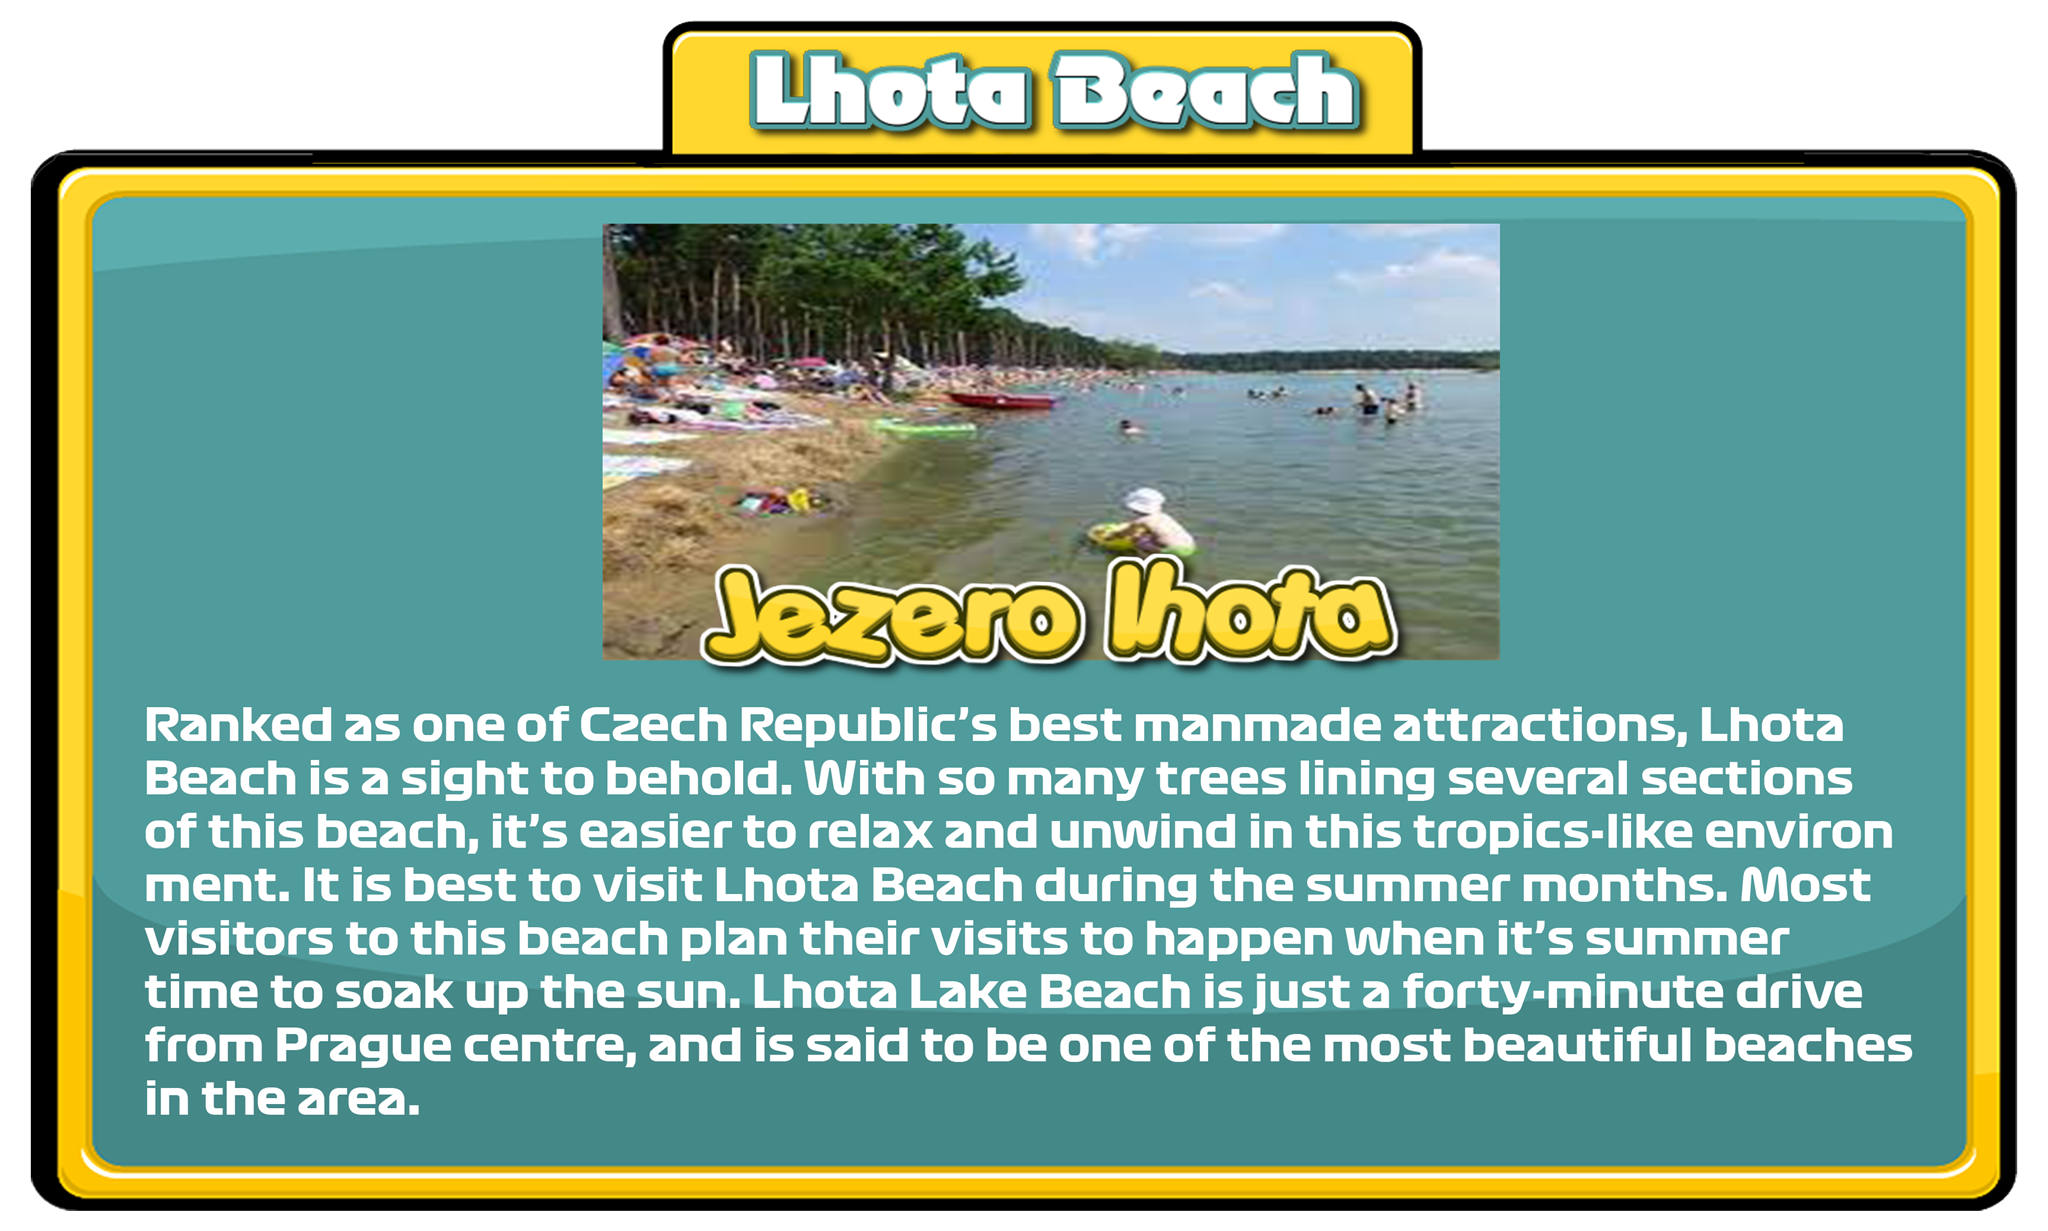 Lhota Beach
Jezero lhota
Ranked as one of Czech Republic's best manmade attractions, Lhota
Beach is a sight to behold. With so many trees lining several sections
of this beach, it's easier to relax and unwind in this tropics-like environ
ment. It is best to visit Lhota Beach during the summer months. Most
visitors to this beach plan their visits to happen when it's summer
time to soak up the sun. Lhota Lake Beach is just a forty-minute drive
from Prague centre, and is said to be one of the most beautiful beaches
in the area.